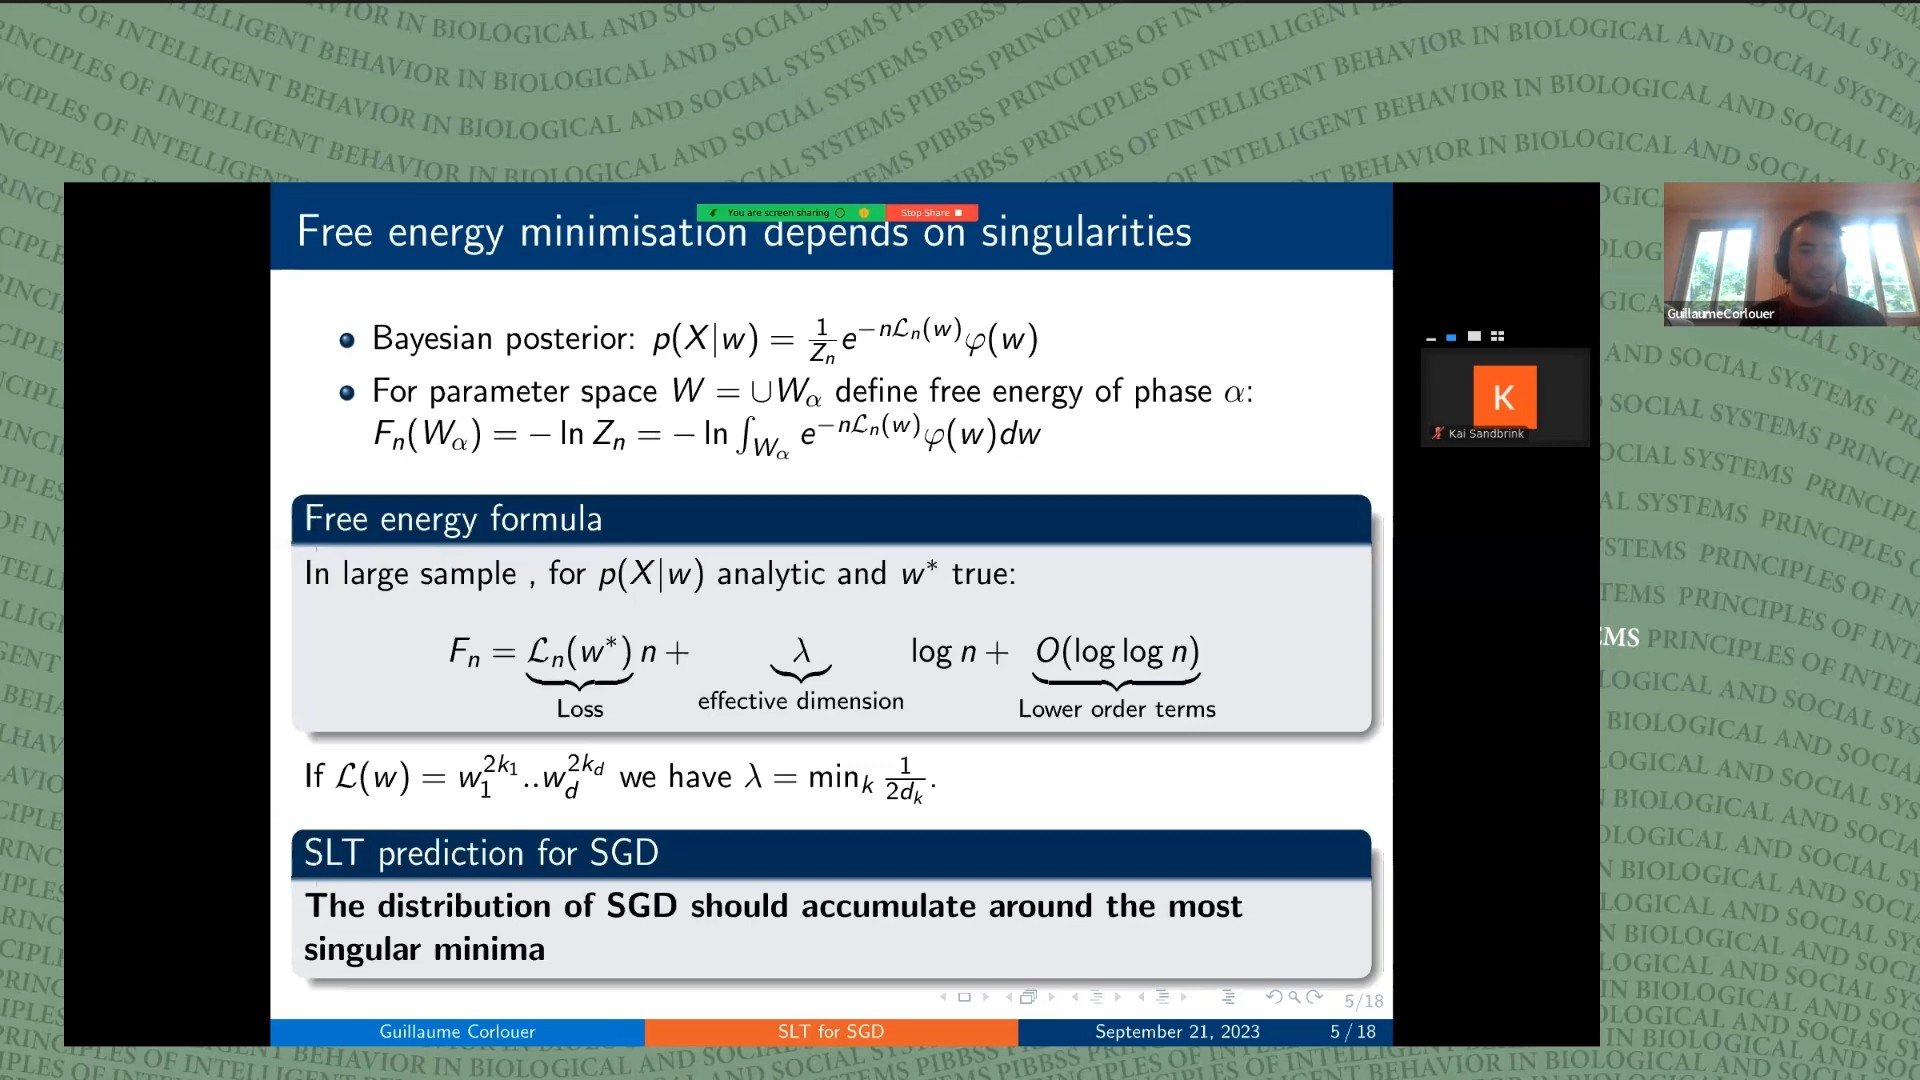 You are screen sharing
Stop Share
Free energy minimisation depends on singularities
Bayesian posterior: p(X|w) = 1/Z_n e^{−nL_n(w)} φ(w)
For parameter space W = ∪W_α define free energy of phase α:
F_n(W_α) = − ln Z_n = − ln ∫_{W_α} e^{−nL_n(w)} φ(w)dw
Free energy formula
In large sample , for p(X|w) analytic and w* true:
F_n = L_n(w*) n + λ log n + O(log log n)
Loss effective dimension Lower order terms
If L(w) = w_1^{2k_1}..w_d^{2k_d} we have λ = min_k 1/2d_k.
SLT prediction for SGD
The distribution of SGD should accumulate around the most
singular minima
5/18
Guillaume Corlouer SLT for SGD September 21, 2023 5 / 18
GuillaumeCorlouer
K
Kai Sandbrink
PRINCIPLES OF INTELLIGENT BEHAVIOR IN BIOLOGICAL AND SOCIAL SYSTEMS PIBBSS